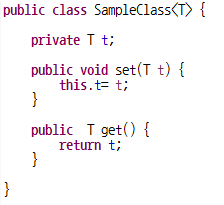 public class SampleClass<T> {
private T t;
public void set(T t) {
this.t= t;
}
public  T get() {
return t;
}
}